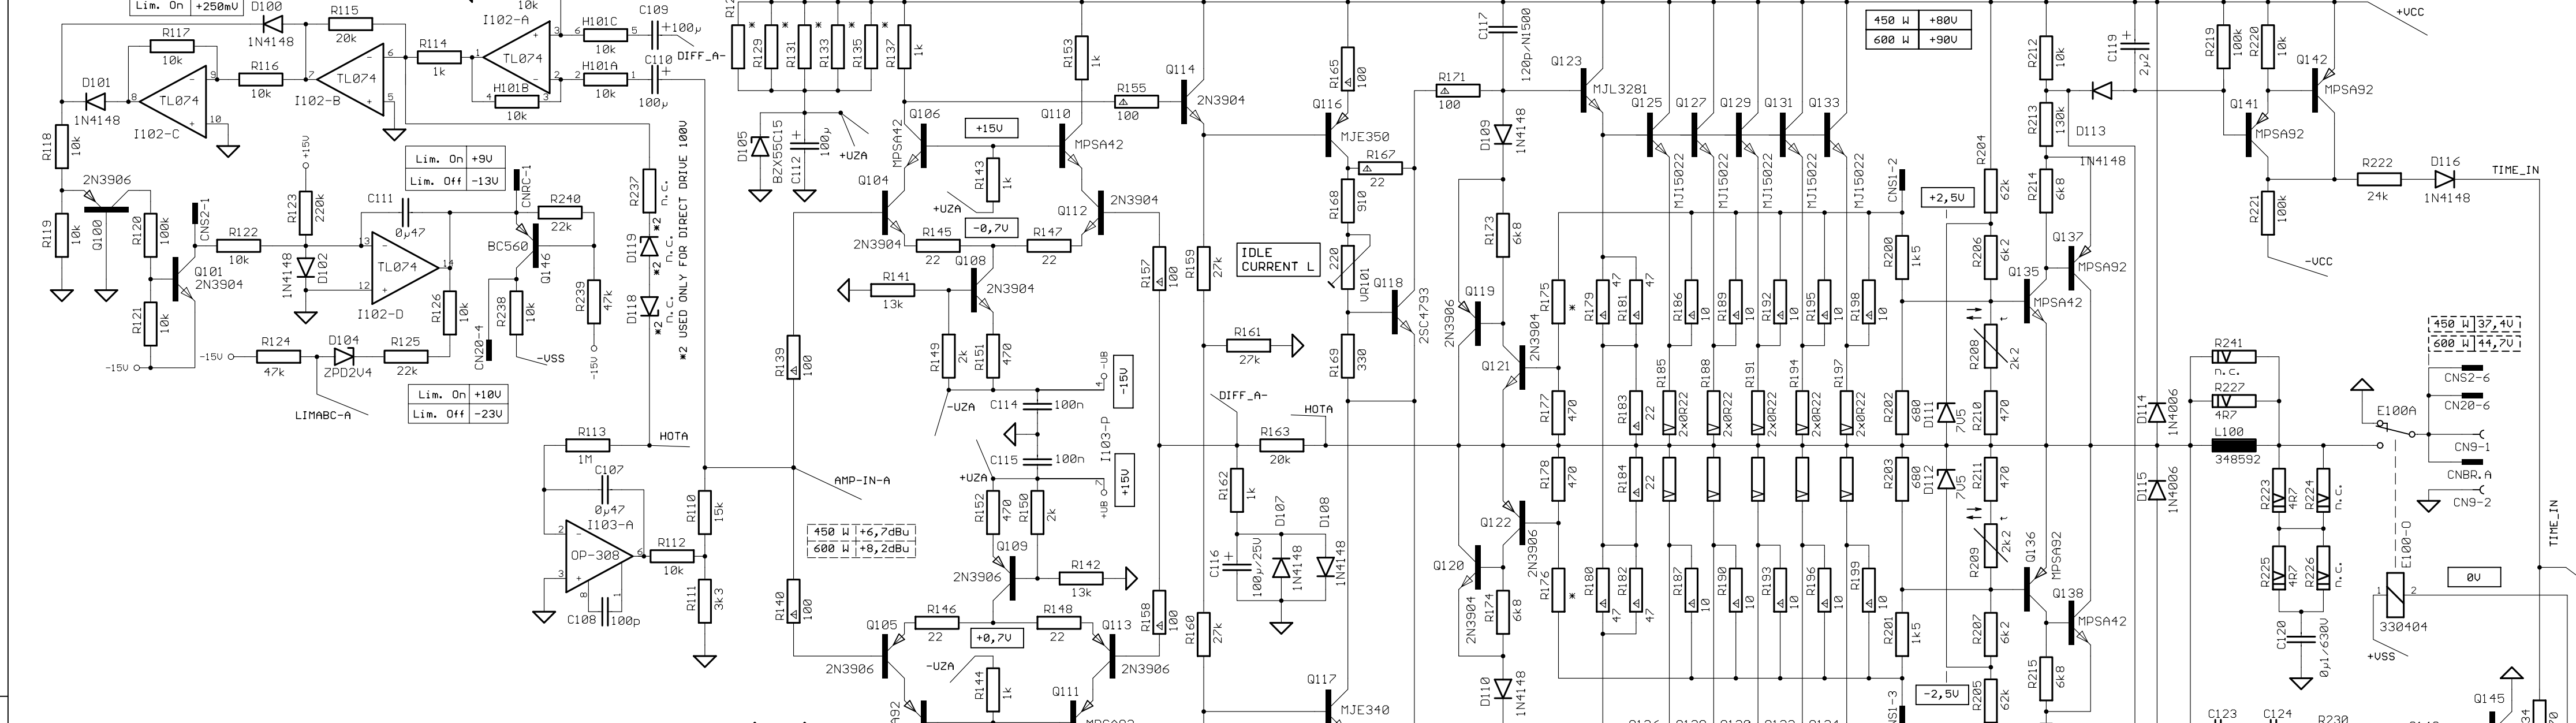 Lim. On +250mV
D100
1N4148
R115
20k
R117
10k
D101
1N4148
TL074
I102-C
R116
10k
TL074
I102-B
R114
1k
10k
I102-A
TL074
H101C
10k
H101A
10k
H101B
10k
C109
100µ
DIFF_A-
C110
100µ
R118
10k
R119
10k
2N3906
Q100
R120
100k
R121
10k
CNS2-1
Q101
2N3904
R122
10k
+15V
R123
220k
1N4148
D102
C111
0µ47
TL074
I102-D
Lim. On +9V
Lim. Off -13V
CNRC-1
R240
22k
BC560
Q146
R126
10k
R238
10k
R239
47k
CN20-4
-VSS
-15V
-15V
-15V
R124
47k
D104
ZPD2V4
R125
22k
LIMABC-A
Lim. On +10V
Lim. Off -23V
R237
n.c.
D119
*2 n.c.
D118
*2 n.c.
*2 USED ONLY FOR DIRECT DRIVE 100V
HOTA
R113
1M
C107
0µ47
I103-A
OP-308
C108
100p
R112
10k
R110
15k
R111
3k3
R129
R131
R133
R135
R137
1k
R153
1k
D105
BZX55C15
C112
100µ
+UZA
Q106
MPSA42
+15V
Q110
MPSA42
R143
1k
R155
100
Q114
2N3904
Q104
2N3904
+UZA
-0,7V
Q112
2N3904
R145
22
R147
22
Q108
2N3904
R141
13k
R149
2k
R151
470
R139
100
R157
100
R159
27k
-UZA
C114
100n
C115
100n
-UB
-15V
I103-P
+UB
+15V
+UZA
AMP-IN-A
450 W +6,7dBu
600 W +8,2dBu
R152
470
R150
2k
Q109
2N3906
R142
13k
R140
100
R158
100
R160
27k
Q105
2N3906
R146
22
R148
22
+0,7V
Q113
2N3906
-UZA
R144
1k
Q111
R161
27k
DIFF_A-
HOTA
R163
20k
R162
1k
C116
100µ/25V
D107
1N4148
D108
1N4148
R165
100
Q116
MJE350
R167
22
R168
910
IDLE
CURRENT L
220
VR101
R169
330
Q118
2SC4793
Q117
MJE340
R171
100
C117
120p/N1500
D109
1N4148
R173
6k8
Q119
2N3906
Q121
2N3904
Q122
2N3906
Q120
2N3904
R174
6k8
D110
1N4148
Q123
MJL3281
Q125
MJ15022
Q127
MJ15022
Q129
MJ15022
Q131
MJ15022
Q133
MJ15022
R175
*
R177
470
R178
470
R176
*
R179
47
R181
47
R183
22
R184
22
R180
47
R182
47
R186
10
R189
10
R192
10
R195
10
R198
10
R185
2x0R22
R188
2x0R22
R191
2x0R22
R194
2x0R22
R197
2x0R22
R187
10
R190
10
R193
10
R196
10
R199
10
450 W +80V
600 W +90V
CNS1-2
R200
1k5
R202
680
R203
680
R201
1k5
+2,5V
R204
62k
R206
6k2
R208
2k2
t
R210
470
D111
7V5
D112
7V5
R211
470
R209
2k2
t
R207
6k2
R205
62k
-2,5V
R212
10k
R213
130k
R214
6k8
D113
1N4148
C119
2µ2
Q137
MPSA92
Q135
MPSA42
Q136
MPSA92
Q138
MPSA42
R215
6k8
D114
1N4006
D115
1N4006
R219
100k
R220
10k
Q142
MPSA92
Q141
MPSA92
+VCC
R221
100k
-VCC
R222
24k
D116
1N4148
TIME_IN
R241
n.c.
R227
4R7
L100
348592
R223
4R7
R224
n.c.
R225
4R7
R226
n.c.
C120
0µ1/630V
450 W 37,4V
600 W 44,7V
CNS2-6
CN20-6
E100A
CN9-1
CNBR.A
CN9-2
E100-O
330404
+VSS
0V
TIME_IN
Q145
C123
C124
R230